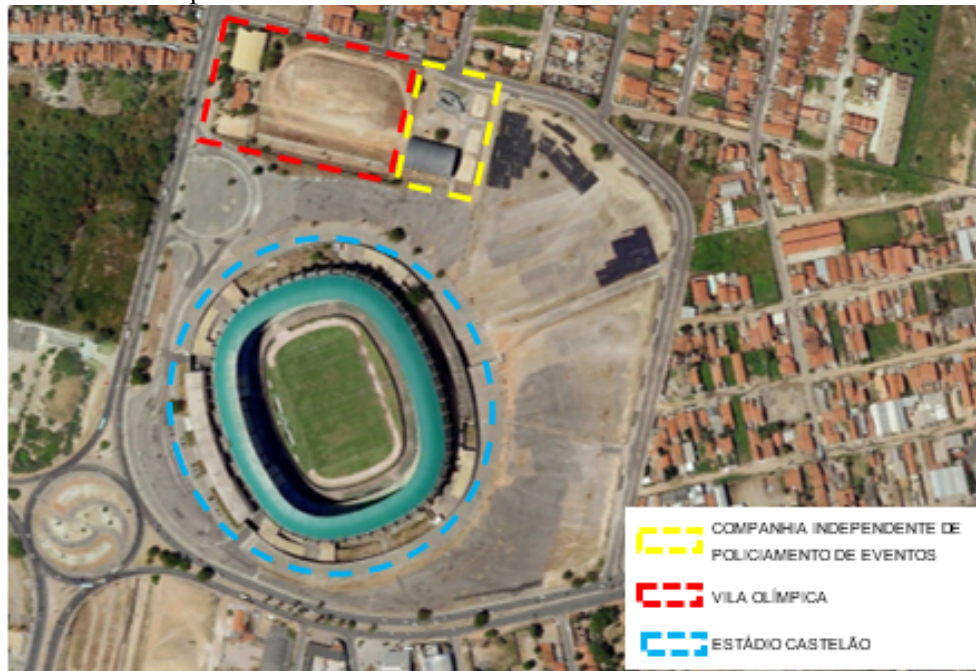 COMPANHIA INDEPENDENTE DE
POLICIAMENTO DE EVENTOS
VILA OLÍMPICA
ESTÁDIO CASTELÃO